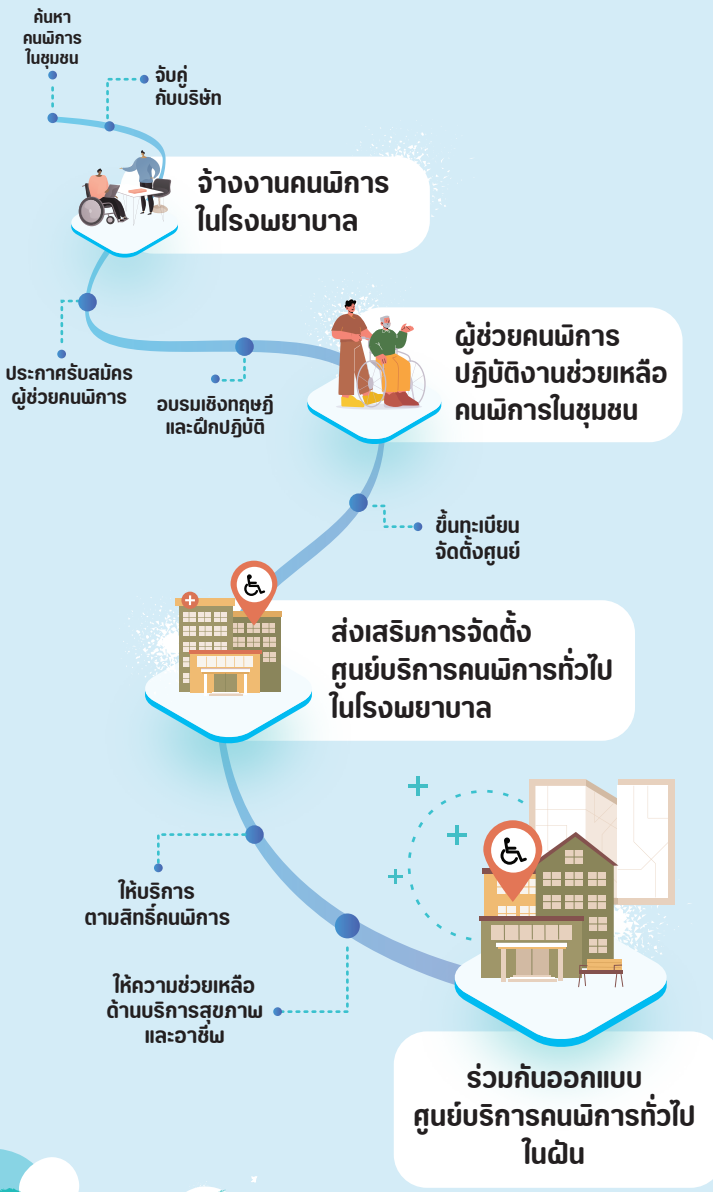 ค้นหา
คนพิการ
ในชุมชน
จับคู่
กับบริษัท
จ้างงานคนพิการ
ในโรงพยาบาล
ประกาศรับสมัคร
ผู้ช่วยคนพิการ
อบรมเชิงทฤษฎี
และฝึกปฏิบัติ
ผู้ช่วยคนพิการ
ปฏิบัติงานช่วยเหลือ
คนพิการในชุมชน
ขึ้นทะเบียน
จัดตั้งศูนย์
ส่งเสริมการจัดตั้ง
ศูนย์บริการคนพิการทั่วไป
ในโรงพยาบาล
ให้บริการ
ตามสิทธิ์คนพิการ
ให้ความช่วยเหลือ
ด้านบริการสุขภาพ
และอาชีพ
ร่วมกันออกแบบ
ศูนย์บริการคนพิการทั่วไป
ในฝัน